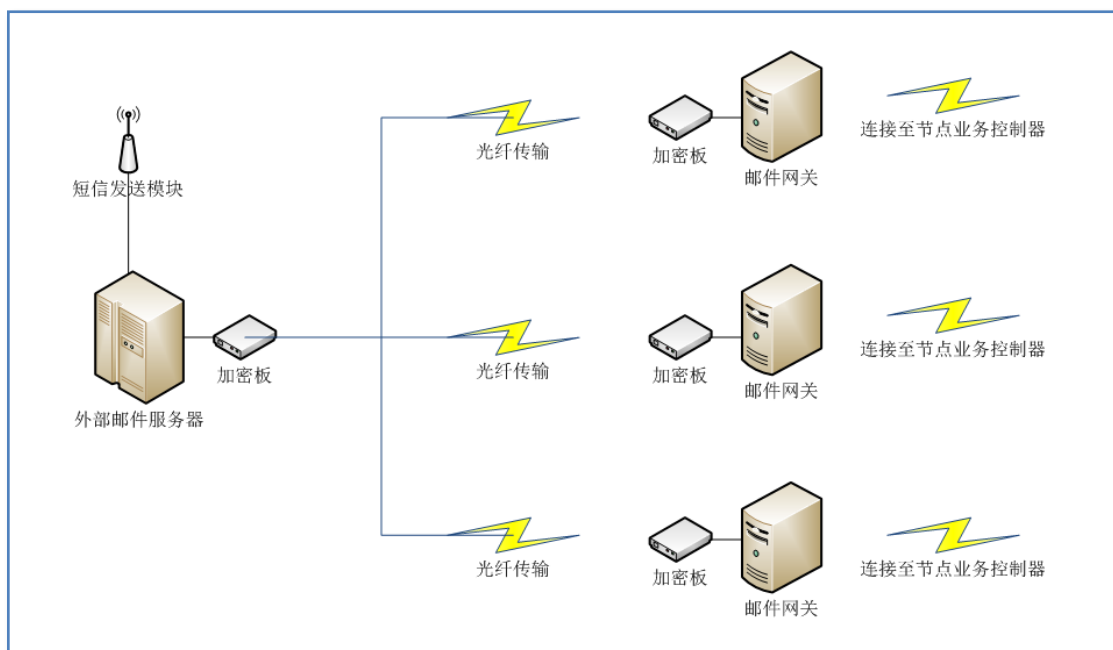 短信发送模块
外部邮件服务器
加密板
光纤传输
加密板
邮件网关
连接至节点业务控制器
光纤传输
加密板
邮件网关
连接至节点业务控制器
光纤传输
加密板
邮件网关
连接至节点业务控制器